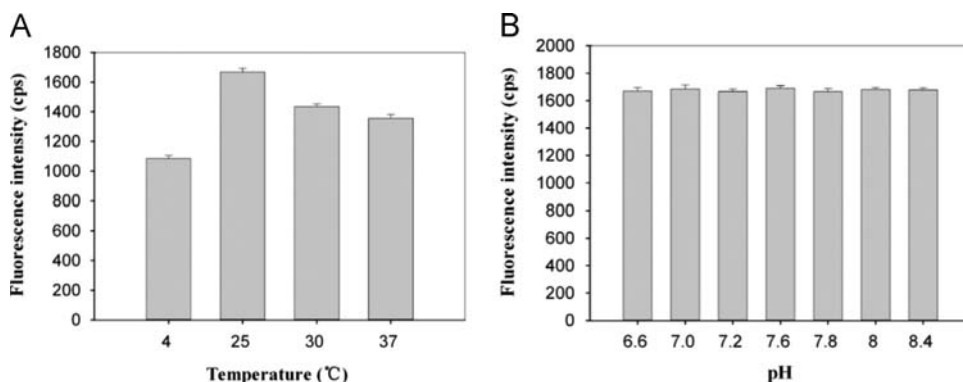 A
Fluorescence intensity (cps)
1800
1600
1400
1200
1000
800
600
400
200
0
4 25 30 37
Temperature (℃)
B
Fluorescence intensity (cps)
2000
1800
1600
1400
1200
1000
800
600
400
200
0
6.6 7.0 7.2 7.6 7.8 8 8.4
pH